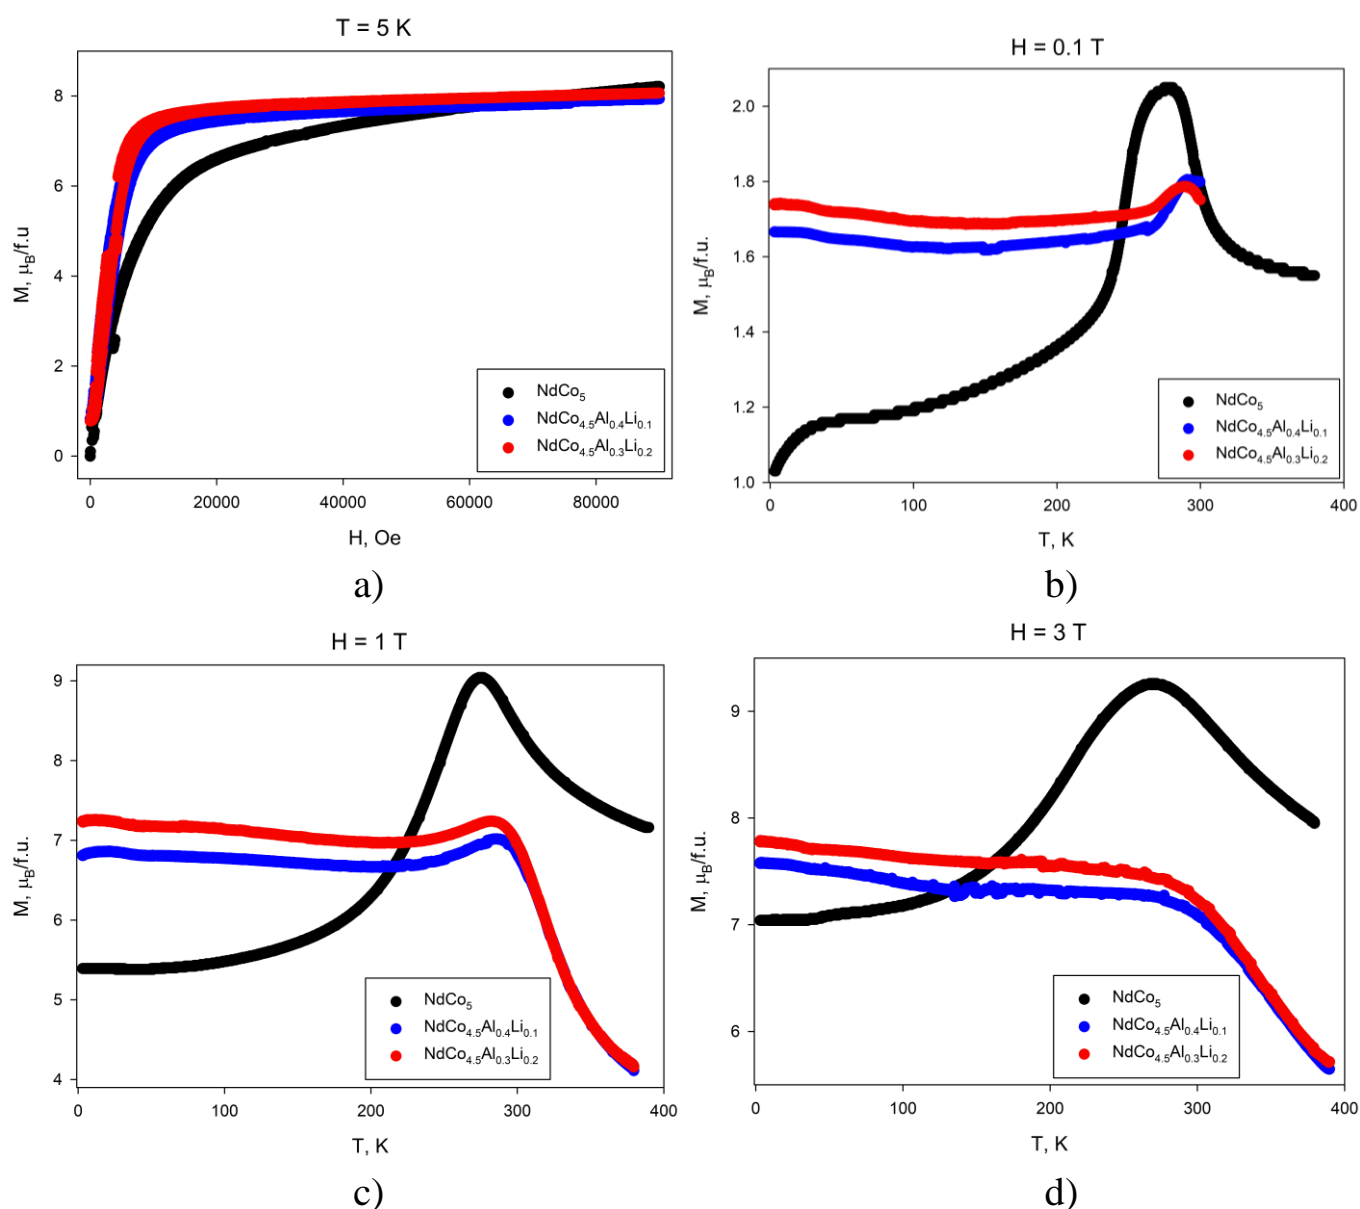 T = 5 K
M, μB/f.u
8
6
4
2
0
0 20000 40000 60000 80000
H, Oe
NdCo5
NdCo4.5Al0.4Li0.1
NdCo4.5Al0.3Li0.2
a)
H = 0.1 T
M, μB/f.u.
2.0
1.8
1.6
1.4
1.2
1.0
0 100 200 300 400
T, K
NdCo5
NdCo4.5Al0.4Li0.1
NdCo4.5Al0.3Li0.2
b)
H = 1 T
M, μB/f.u.
9
8
7
6
5
4
0 100 200 300 400
T, K
NdCo5
NdCo4.5Al0.4Li0.1
NdCo4.5Al0.3Li0.2
c)
H = 3 T
M, μB/f.u.
9
8
7
6
0 100 200 300 400
T, K
NdCo5
NdCo4.5Al0.4Li0.1
NdCo4.5Al0.3Li0.2
d)